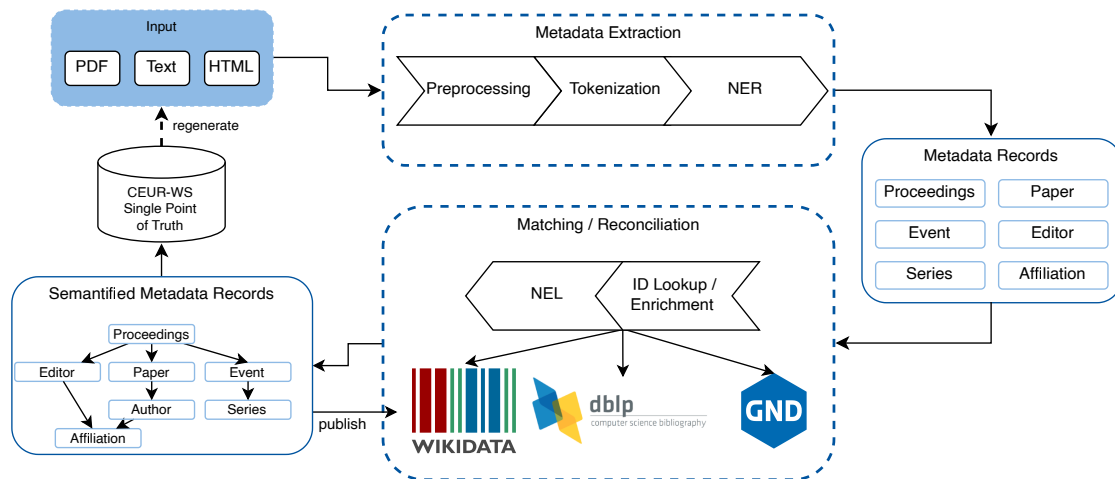 Input
PDF
Text
HTML
regenerate
CEUR-WS
Single Point
of Truth
Metadata Extraction
Preprocessing
Tokenization
NER
Metadata Records
Proceedings
Paper
Event
Editor
Series
Affiliation
Matching / Reconciliation
NEL
ID Lookup /
Enrichment
WIKIDATA
dblp
computer science bibliography
GND
publish
Semantified Metadata Records
Proceedings
Editor
Paper
Event
Author
Series
Affiliation